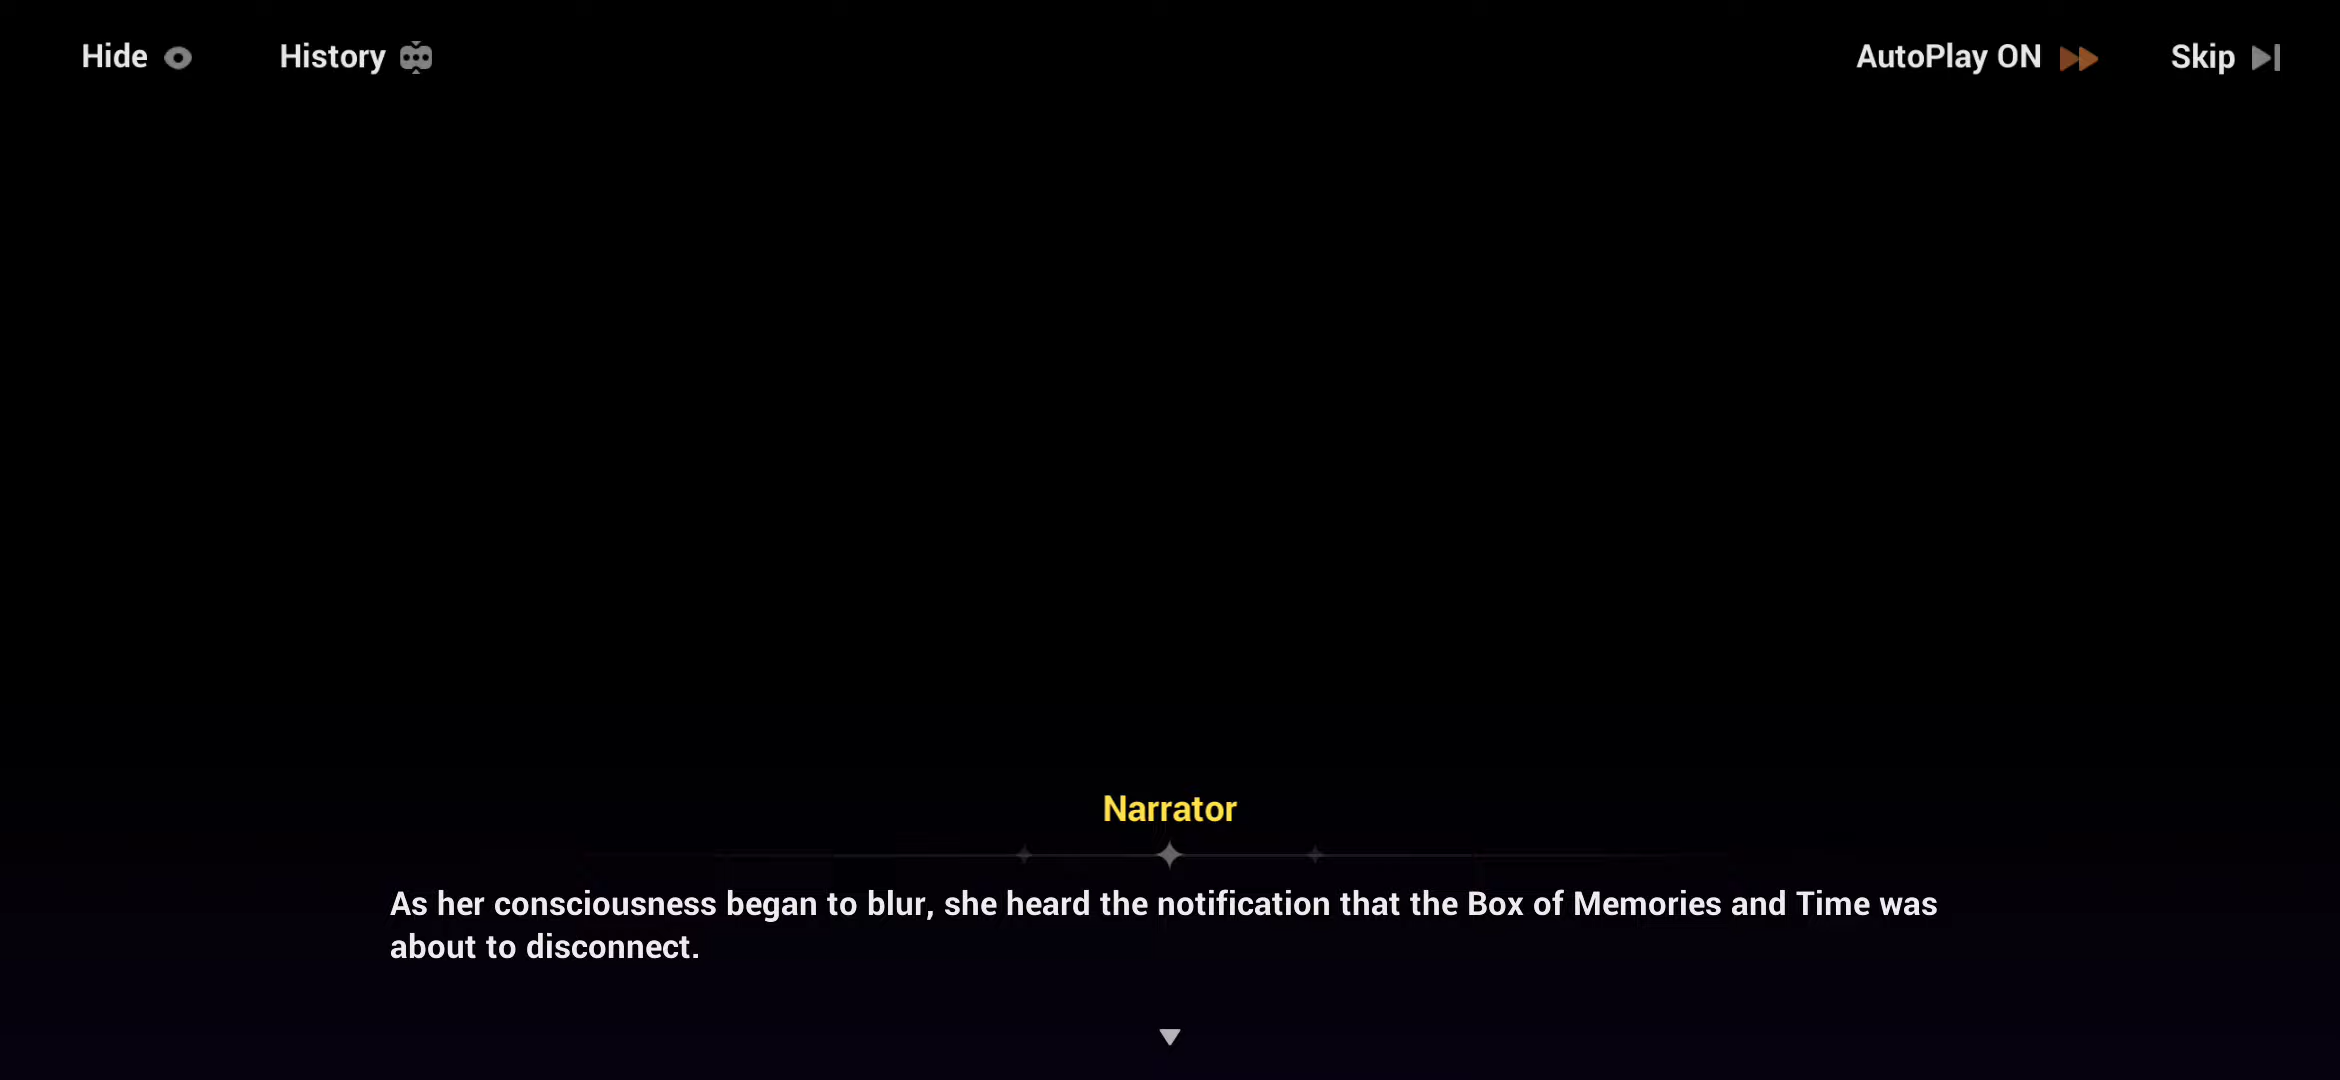 Hide
History
AutoPlay ON
Skip
Narrator
As her consciousness began to blur, she heard the notification that the Box of Memories and Time was
about to disconnect.